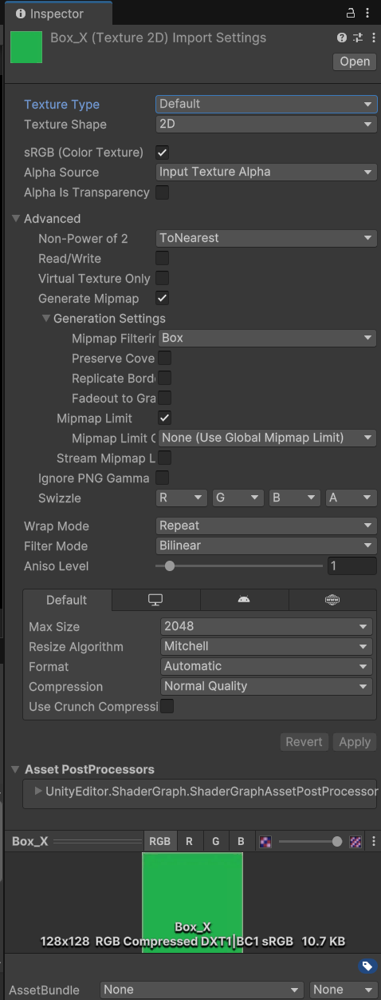 Inspector
Box_X (Texture 2D) Import Settings
Open
Texture Type Default
Texture Shape 2D
sRGB (Color Texture)
Alpha Source Input Texture Alpha
Alpha Is Transparency
Advanced
Non-Power of 2 ToNearest
Read/Write
Virtual Texture Only
Generate Mipmap
Generation Settings
Mipmap Filterin Box
Preserve Cove
Replicate Bord
Fadeout to Gra
Mipmap Limit
Mipmap Limit G None (Use Global Mipmap Limit)
Stream Mipmap L
Ignore PNG Gamma
Swizzle R G B A
Wrap Mode Repeat
Filter Mode Bilinear
Aniso Level 1
Default
Max Size 2048
Resize Algorithm Mitchell
Format Automatic
Compression Normal Quality
Use Crunch Compressi
Revert Apply
Asset PostProcessors
UnityEditor.ShaderGraph.ShaderGraphAssetPostProcessor
Box_X RGB R G B
Box_X
128x128 RGB Compressed DXT1|BC1 sRGB 10.7 KB
AssetBundle None None